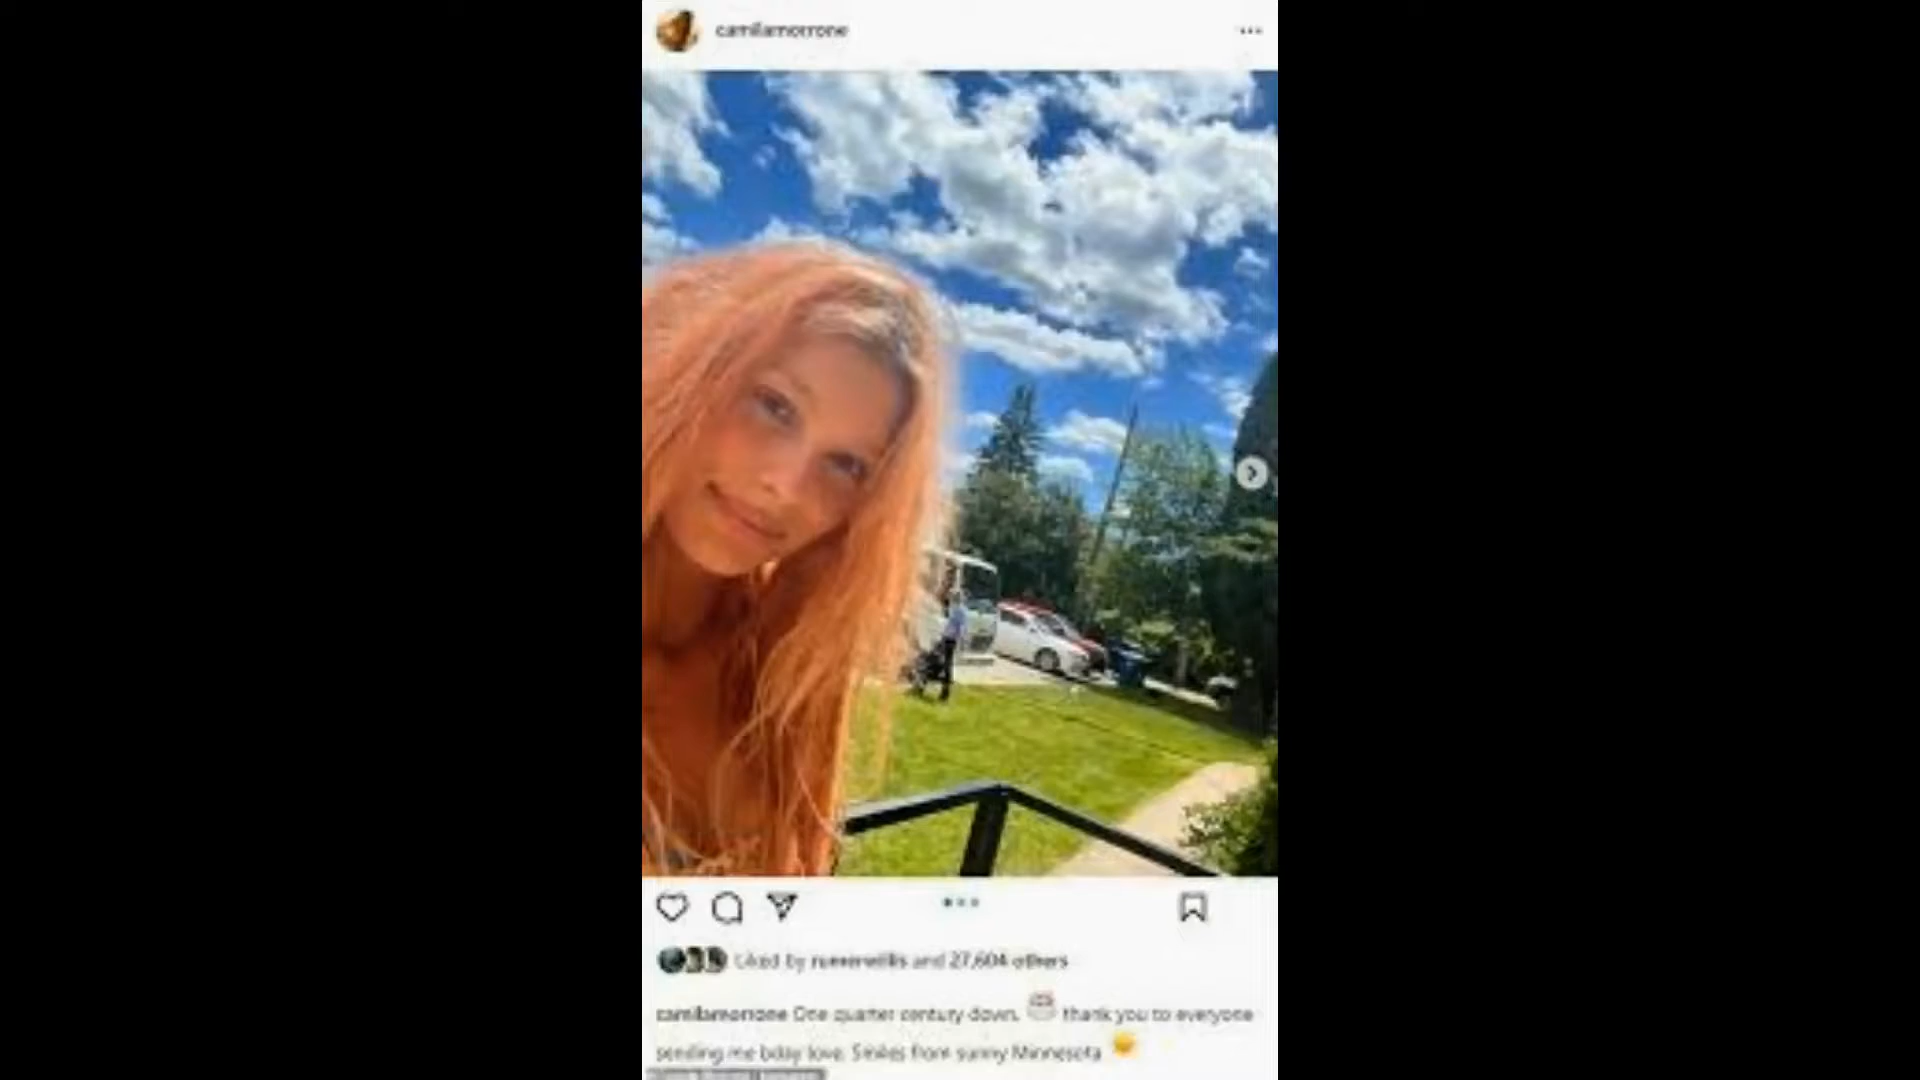 camilamorrone
Liked by rumerwillis and 27,604 others
camilamorrone One quarter century down. thank you to everyone
sending me bday love. Smiles from sunny Minnesota